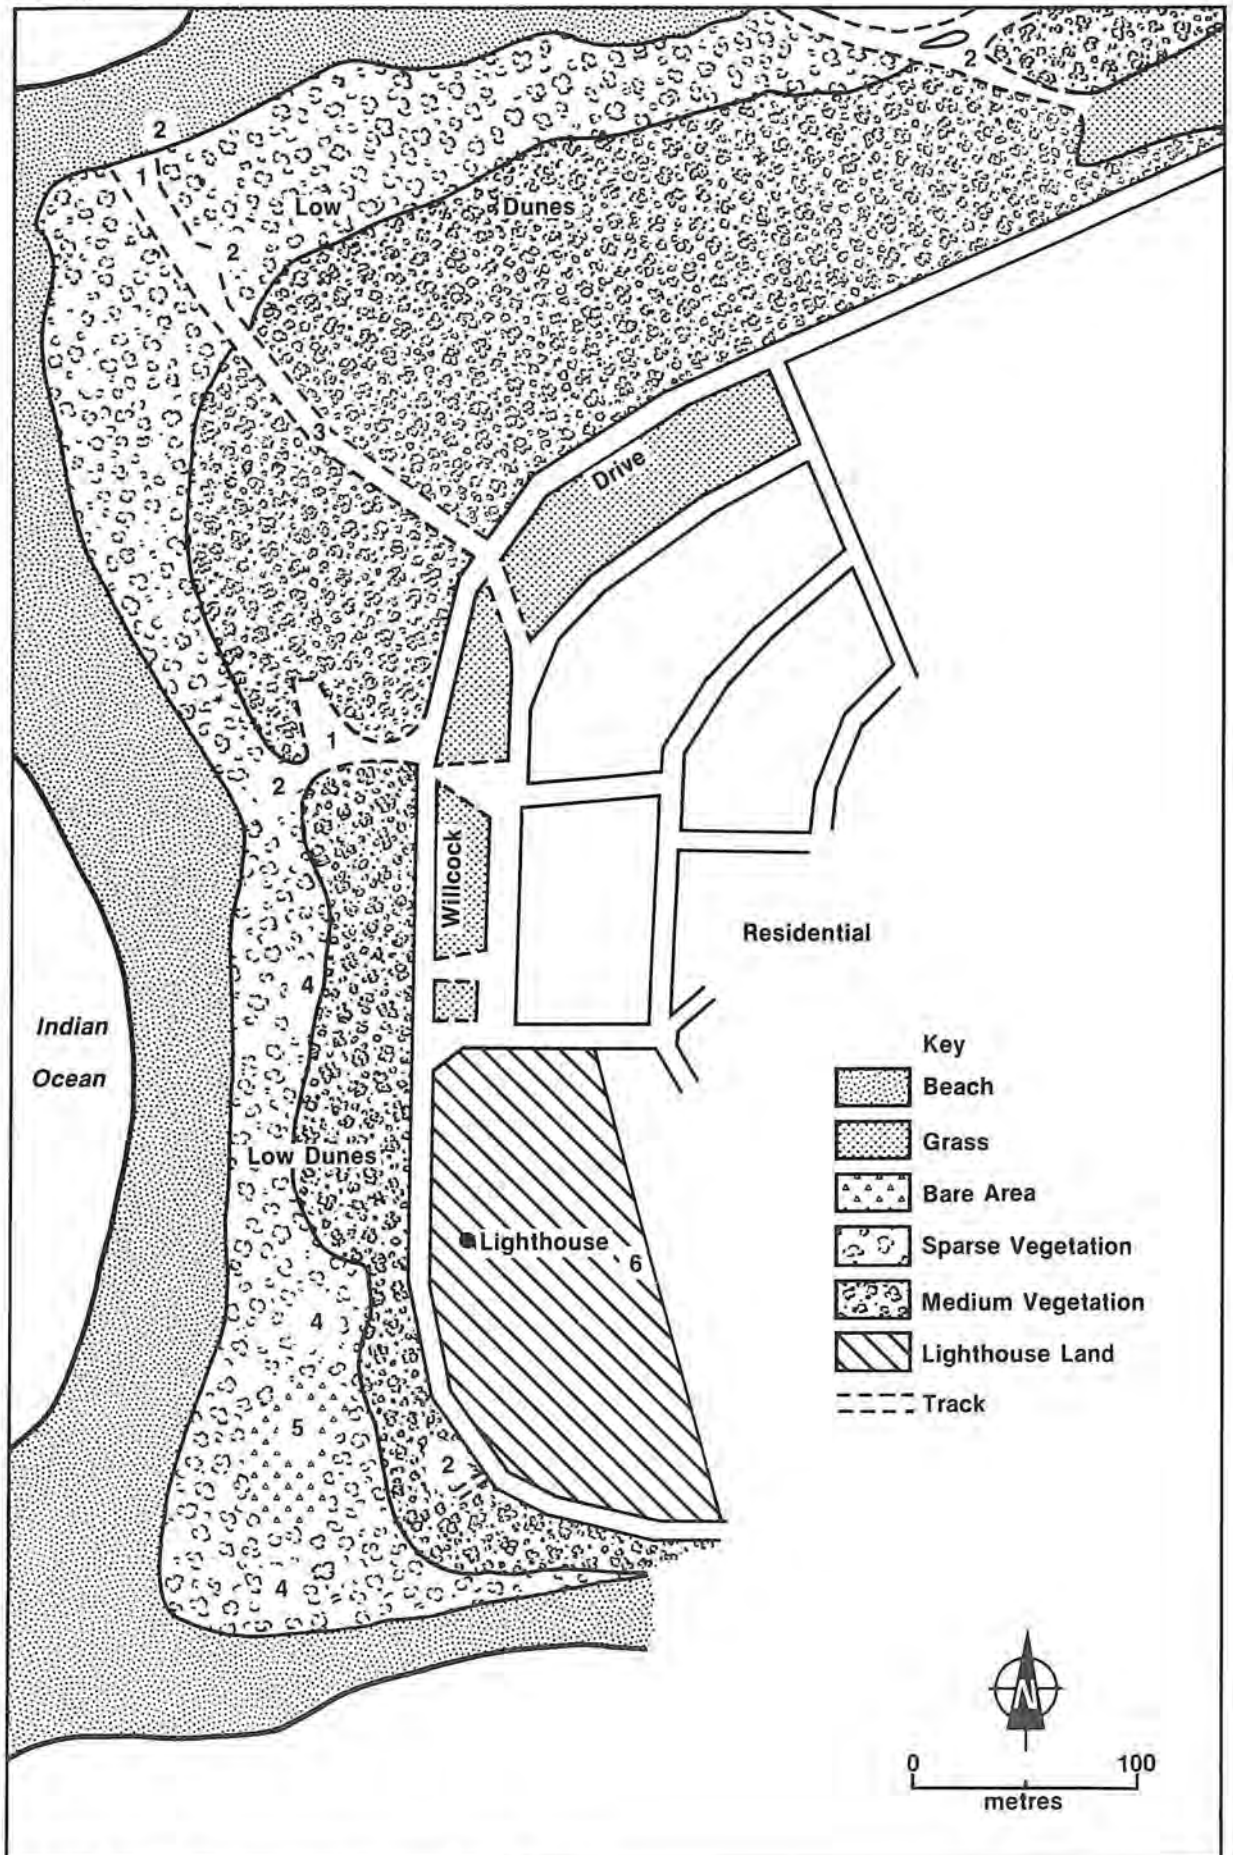 2
2
1
Low Dunes
2
3
Drive
1
2
Willcock
Residential
4
Indian
Ocean
Key
Beach
Grass
Low Dunes
Bare Area
Lighthouse
Sparse Vegetation
6
Medium Vegetation
4
Lighthouse Land
Track
5
2
4
N
0 100
metres